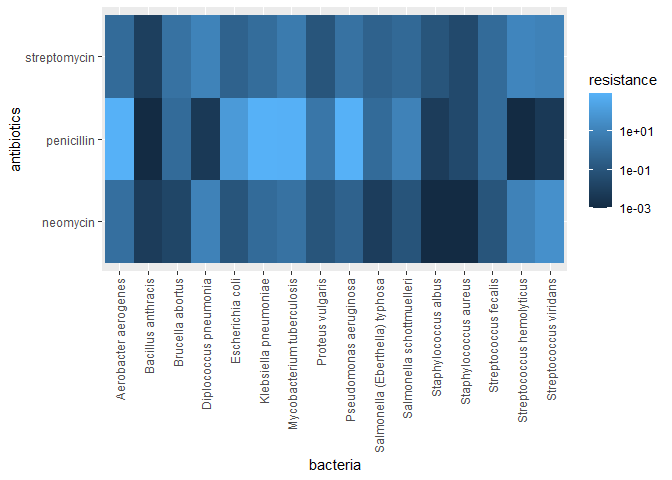 streptomycin
penicillin
neomycin
antibiotics
Aerobacter aerogenes
Bacillus anthracis
Brucella abortus
Diplococcus pneumonia
Escherichia coli
Klebsiella pneumoniae
Mycobacterium tuberculosis
Proteus vulgaris
Pseudomonas aeruginosa
Salmonella (Eberthella) typhosa
Salmonella schottmuelleri
Staphylococcus albus
Staphylococcus aureus
Streptococcus fecalis
Streptococcus hemolyticus
Streptococcus viridans
bacteria
resistance
1e+01
1e-01
1e-03